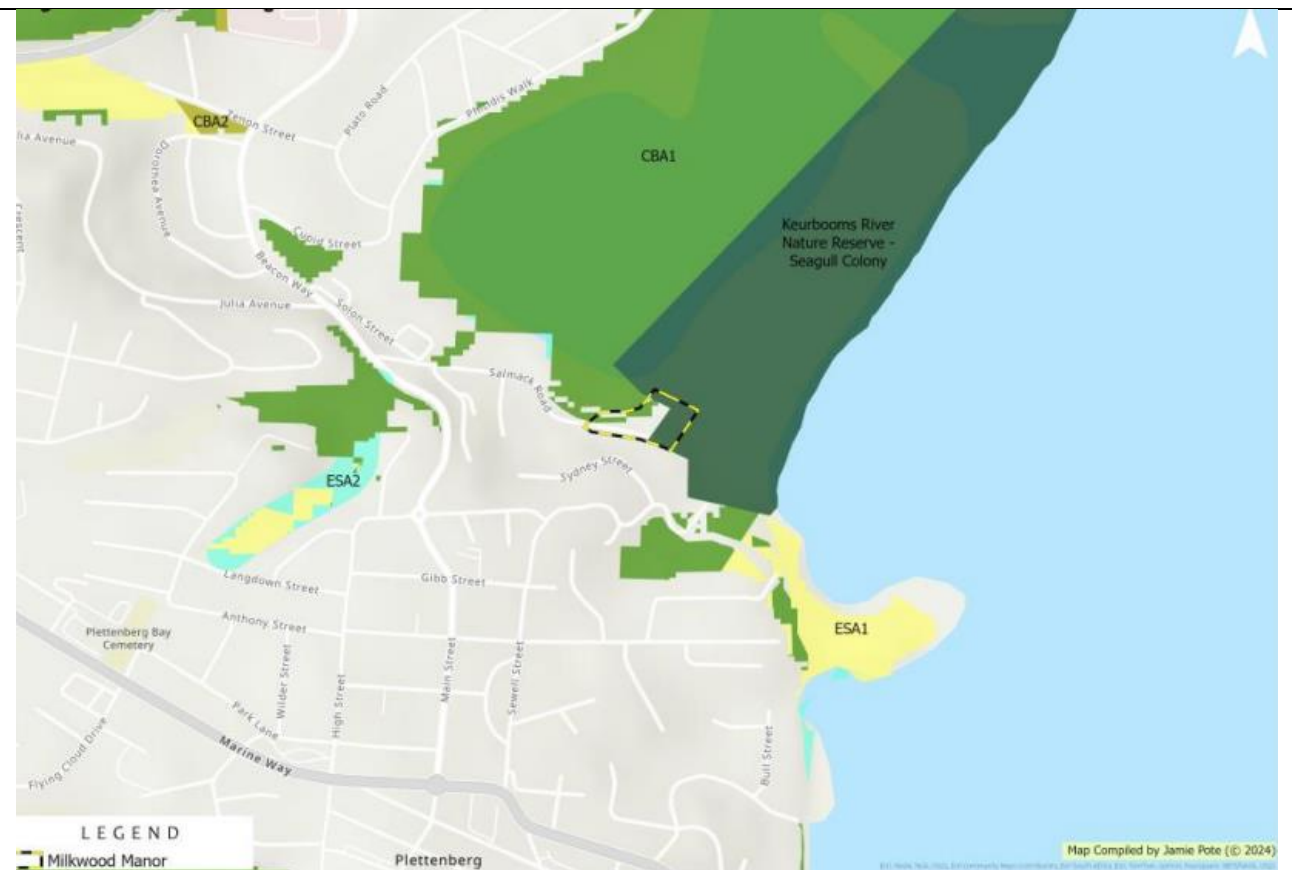 CBA2
Zenon Street
Plato Road
Phindis Walk
CBA1
Julia Avenue
Dorornea Avenue
Crescent
Keurbooms River
Nature Reserve -
Seagull Colony
Cupid Street
Beacon Way
Julia Avenue
Solon Street
Salmack Road
Sydney Street
ESA2
Langdown Street
Gibb Street
Anthony Street
Plettenberg Bay
Cemetery
ESA1
Wilder Street
High Street
Main Street
Sewell Street
Park Lane
Marine Way
Flying Cloud Drive
Bull Street
LEGEND
Milkwood Manor
Plettenberg
Map Compiled by Jamie Pote (© 2024)